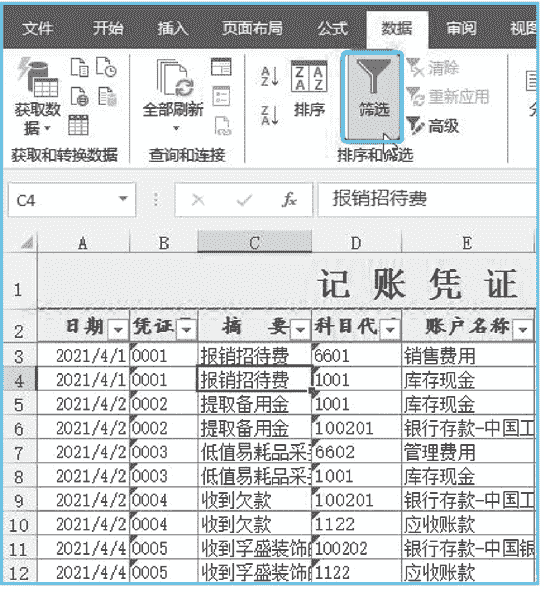 文件 开始 插入 页面布局 公式 数据 审阅 视图
获取数据 全部刷新 排序 筛选 清除 重新应用 高级
获取和转换数据 查询和连接 排序和筛选
C4 fx 报销招待费
A B C D E
1 记账凭证
2 日期 凭证 摘要 科目代 账户名称
3 2021/4/1 0001 报销招待费 6601 销售费用
4 2021/4/1 0001 报销招待费 1001 库存现金
5 2021/4/2 0002 提取备用金 1001 库存现金
6 2021/4/2 0002 提取备用金 100201 银行存款-中国工
7 2021/4/2 0003 低值易耗品采 6602 管理费用
8 2021/4/2 0003 低值易耗品采 1001 库存现金
9 2021/4/2 0004 收到欠款 100201 银行存款-中国工
10 2021/4/2 0004 收到欠款 1122 应收账款
11 2021/4/4 0005 收到孚盛装饰 100202 银行存款-中国银
12 2021/4/4 0005 收到孚盛装饰 1122 应收账款